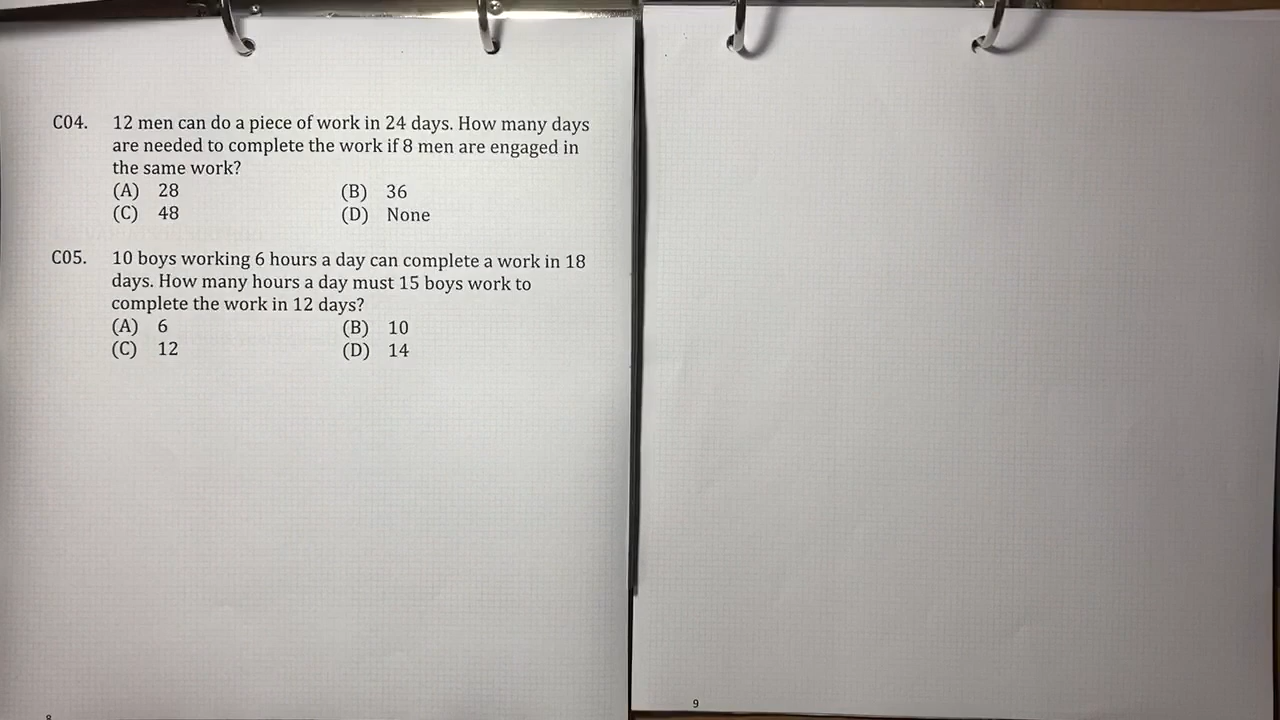 C04. 12 men can do a piece of work in 24 days. How many days
are needed to complete the work if 8 men are engaged in
the same work?
(A) 28 (B) 36
(C) 48 (D) None
C05. 10 boys working 6 hours a day can complete a work in 18
days. How many hours a day must 15 boys work to
complete the work in 12 days?
(A) 6 (B) 10
(C) 12 (D) 14
8
9